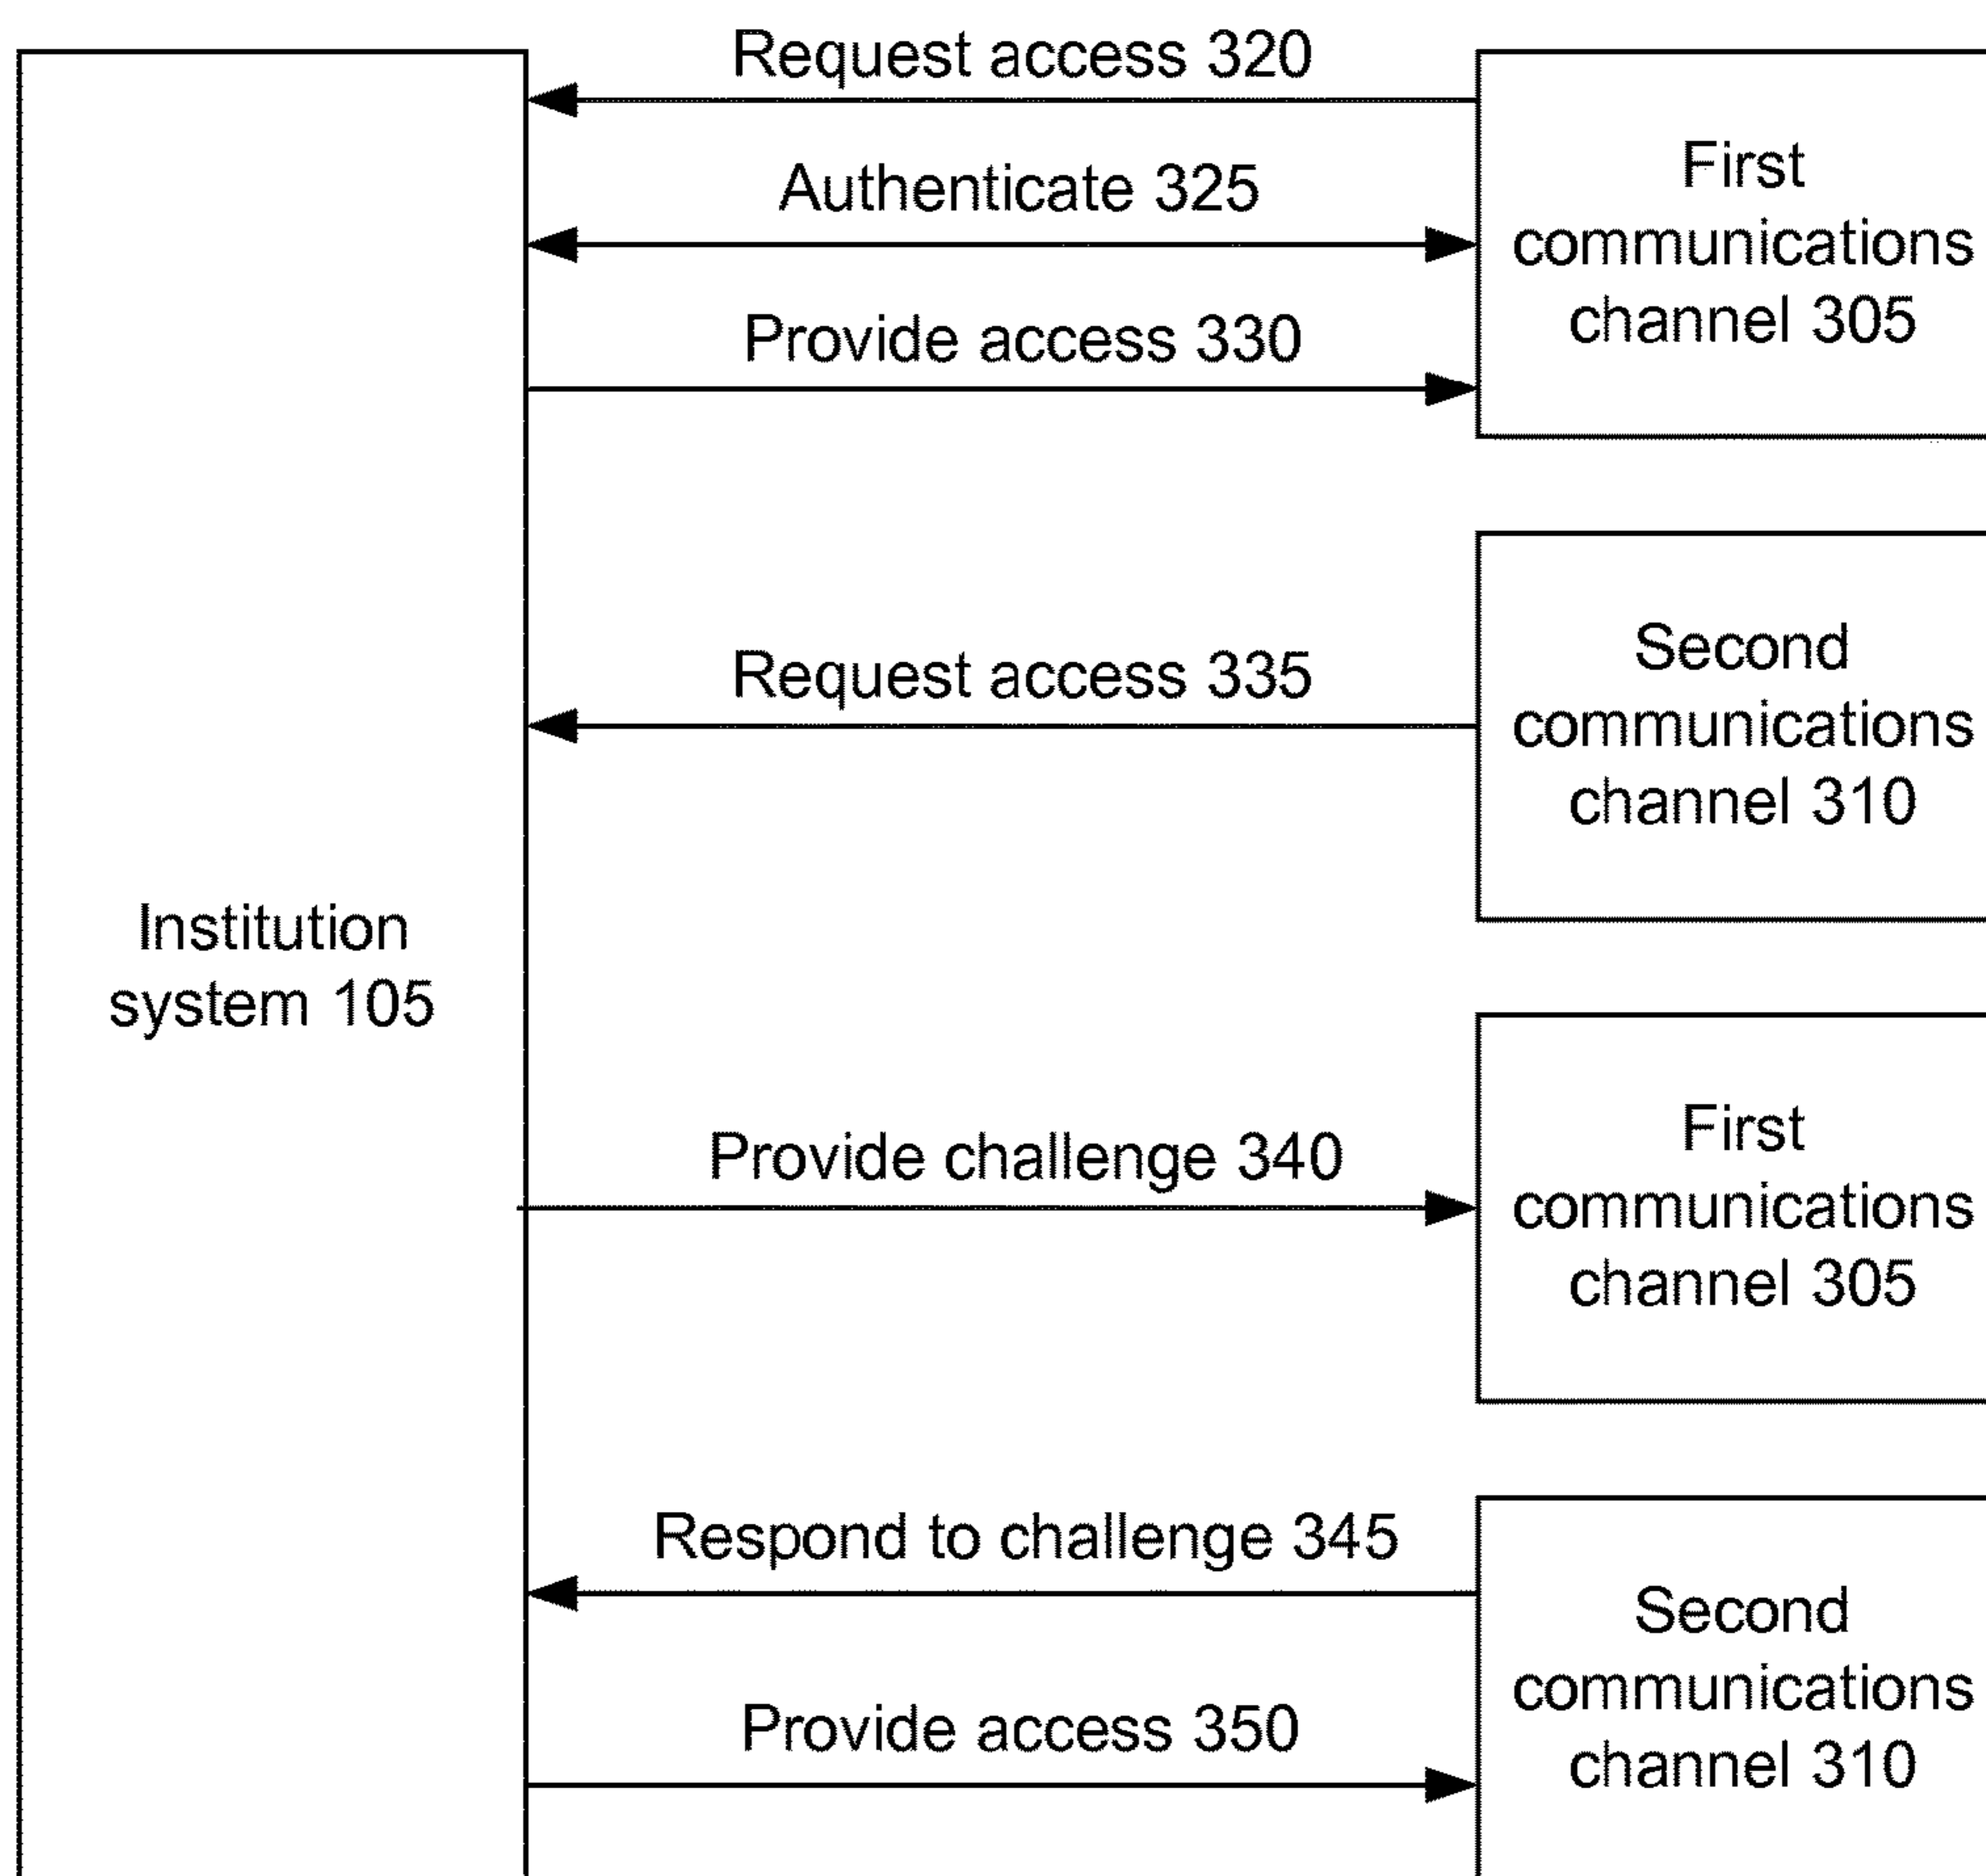 Request access 320
Authenticate 325
Provide access 330
First
communications
channel 305
Request access 335
Second
communications
channel 310
Institution
system 105
Provide challenge 340
First
communications
channel 305
Respond to challenge 345
Provide access 350
Second
communications
channel 310